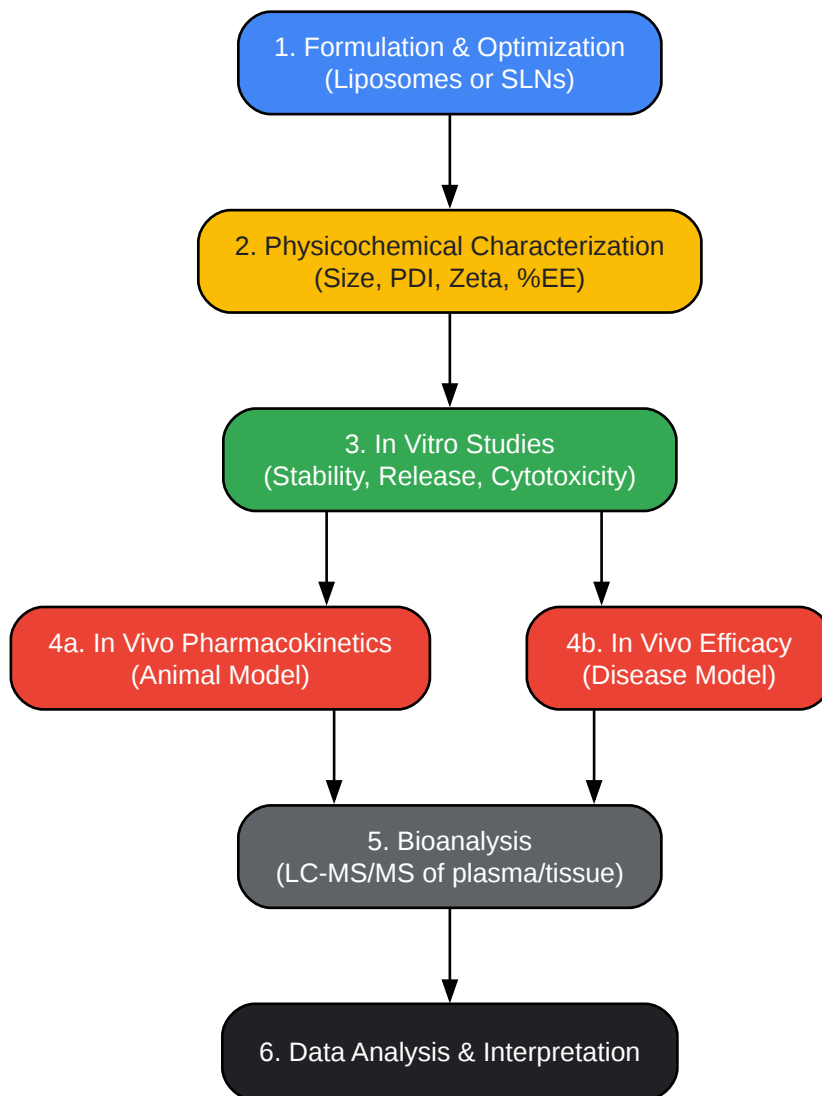 1. Formulation & Optimization
(Liposomes or SLNs)
2. Physicochemical Characterization
(Size, PDI, Zeta, %EE)
3. In Vitro Studies
(Stability, Release, Cytotoxicity)
4a. In Vivo Pharmacokinetics
(Animal Model)
4b. In Vivo Efficacy
(Disease Model)
5. Bioanalysis
(LC-MS/MS of plasma/tissue)
6. Data Analysis & Interpretation